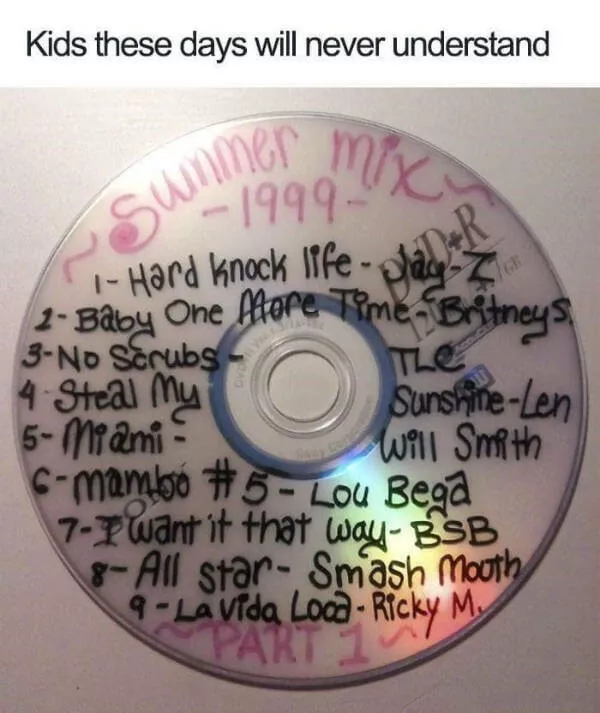 Kids these days will never understand
~Summer mix~
-1999-
1- Hard knock life - Jay-Z
2- Baby One More Time - Britney S.
3- No Scrubs - TLC
4 Steal My Sunshine - Len
5- Miami - Will Smith
6- mambo #5 - Lou Bega
7- I want it that way - BSB
8- All star - Smash Mouth
9 - La Vida Loca - Ricky M.
~PART 1~
DVD+R